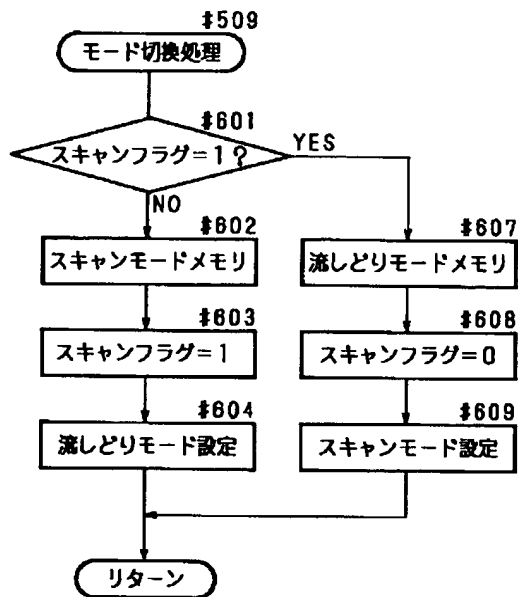 #509
モード切換処理
#601
スキャンフラグ=1?
YES
NO
#602
スキャンモードメモリ
#607
流しどりモードメモリ
#603
スキャンフラグ=1
#608
スキャンフラグ=0
#604
流しどりモード設定
#609
スキャンモード設定
リターン